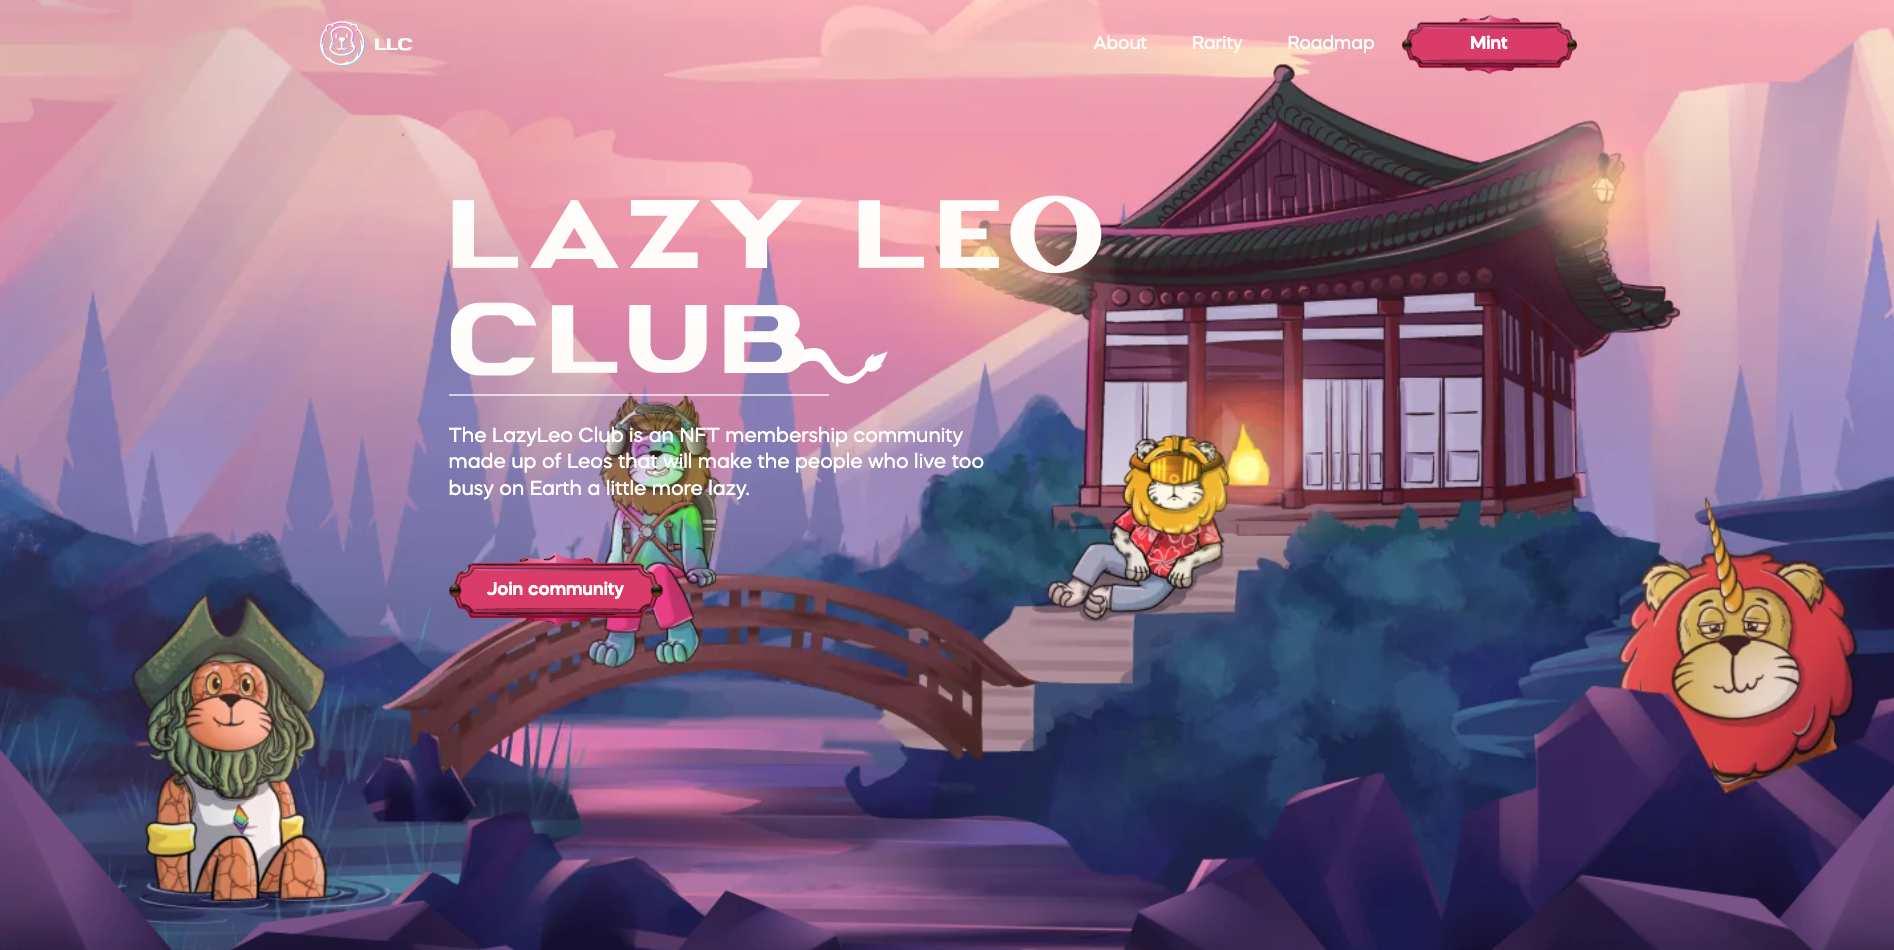 LLC
About
Rarity
Roadmap
Mint
LAZY LEO
CLUB
The LazyLeo Club is an NFT membership community
made up of Leos that will make the people who live too
busy on Earth a little more lazy.
Join community